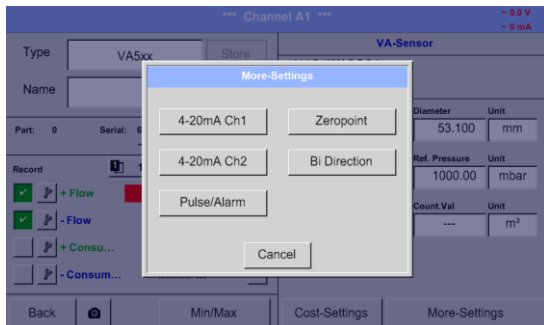 *** Channel A1 ***
~ 0.0 V
~ 0 mA
Type
VA5xx
Store
VA-Sensor
Name
More-Settings
4-20mA Ch1
Zeropoint
4-20mA Ch2
Bi Direction
Pulse/Alarm
Cancel
Part: 0 Serial: 6
Diameter Unit
53.100 mm
Record
Ref. Pressure Unit
1000.00 mbar
+ Flow
Count.Val Unit
--- m³
- Flow
+ Consu...
- Consum...
Back
Min/Max
Cost-Settings
More-Settings